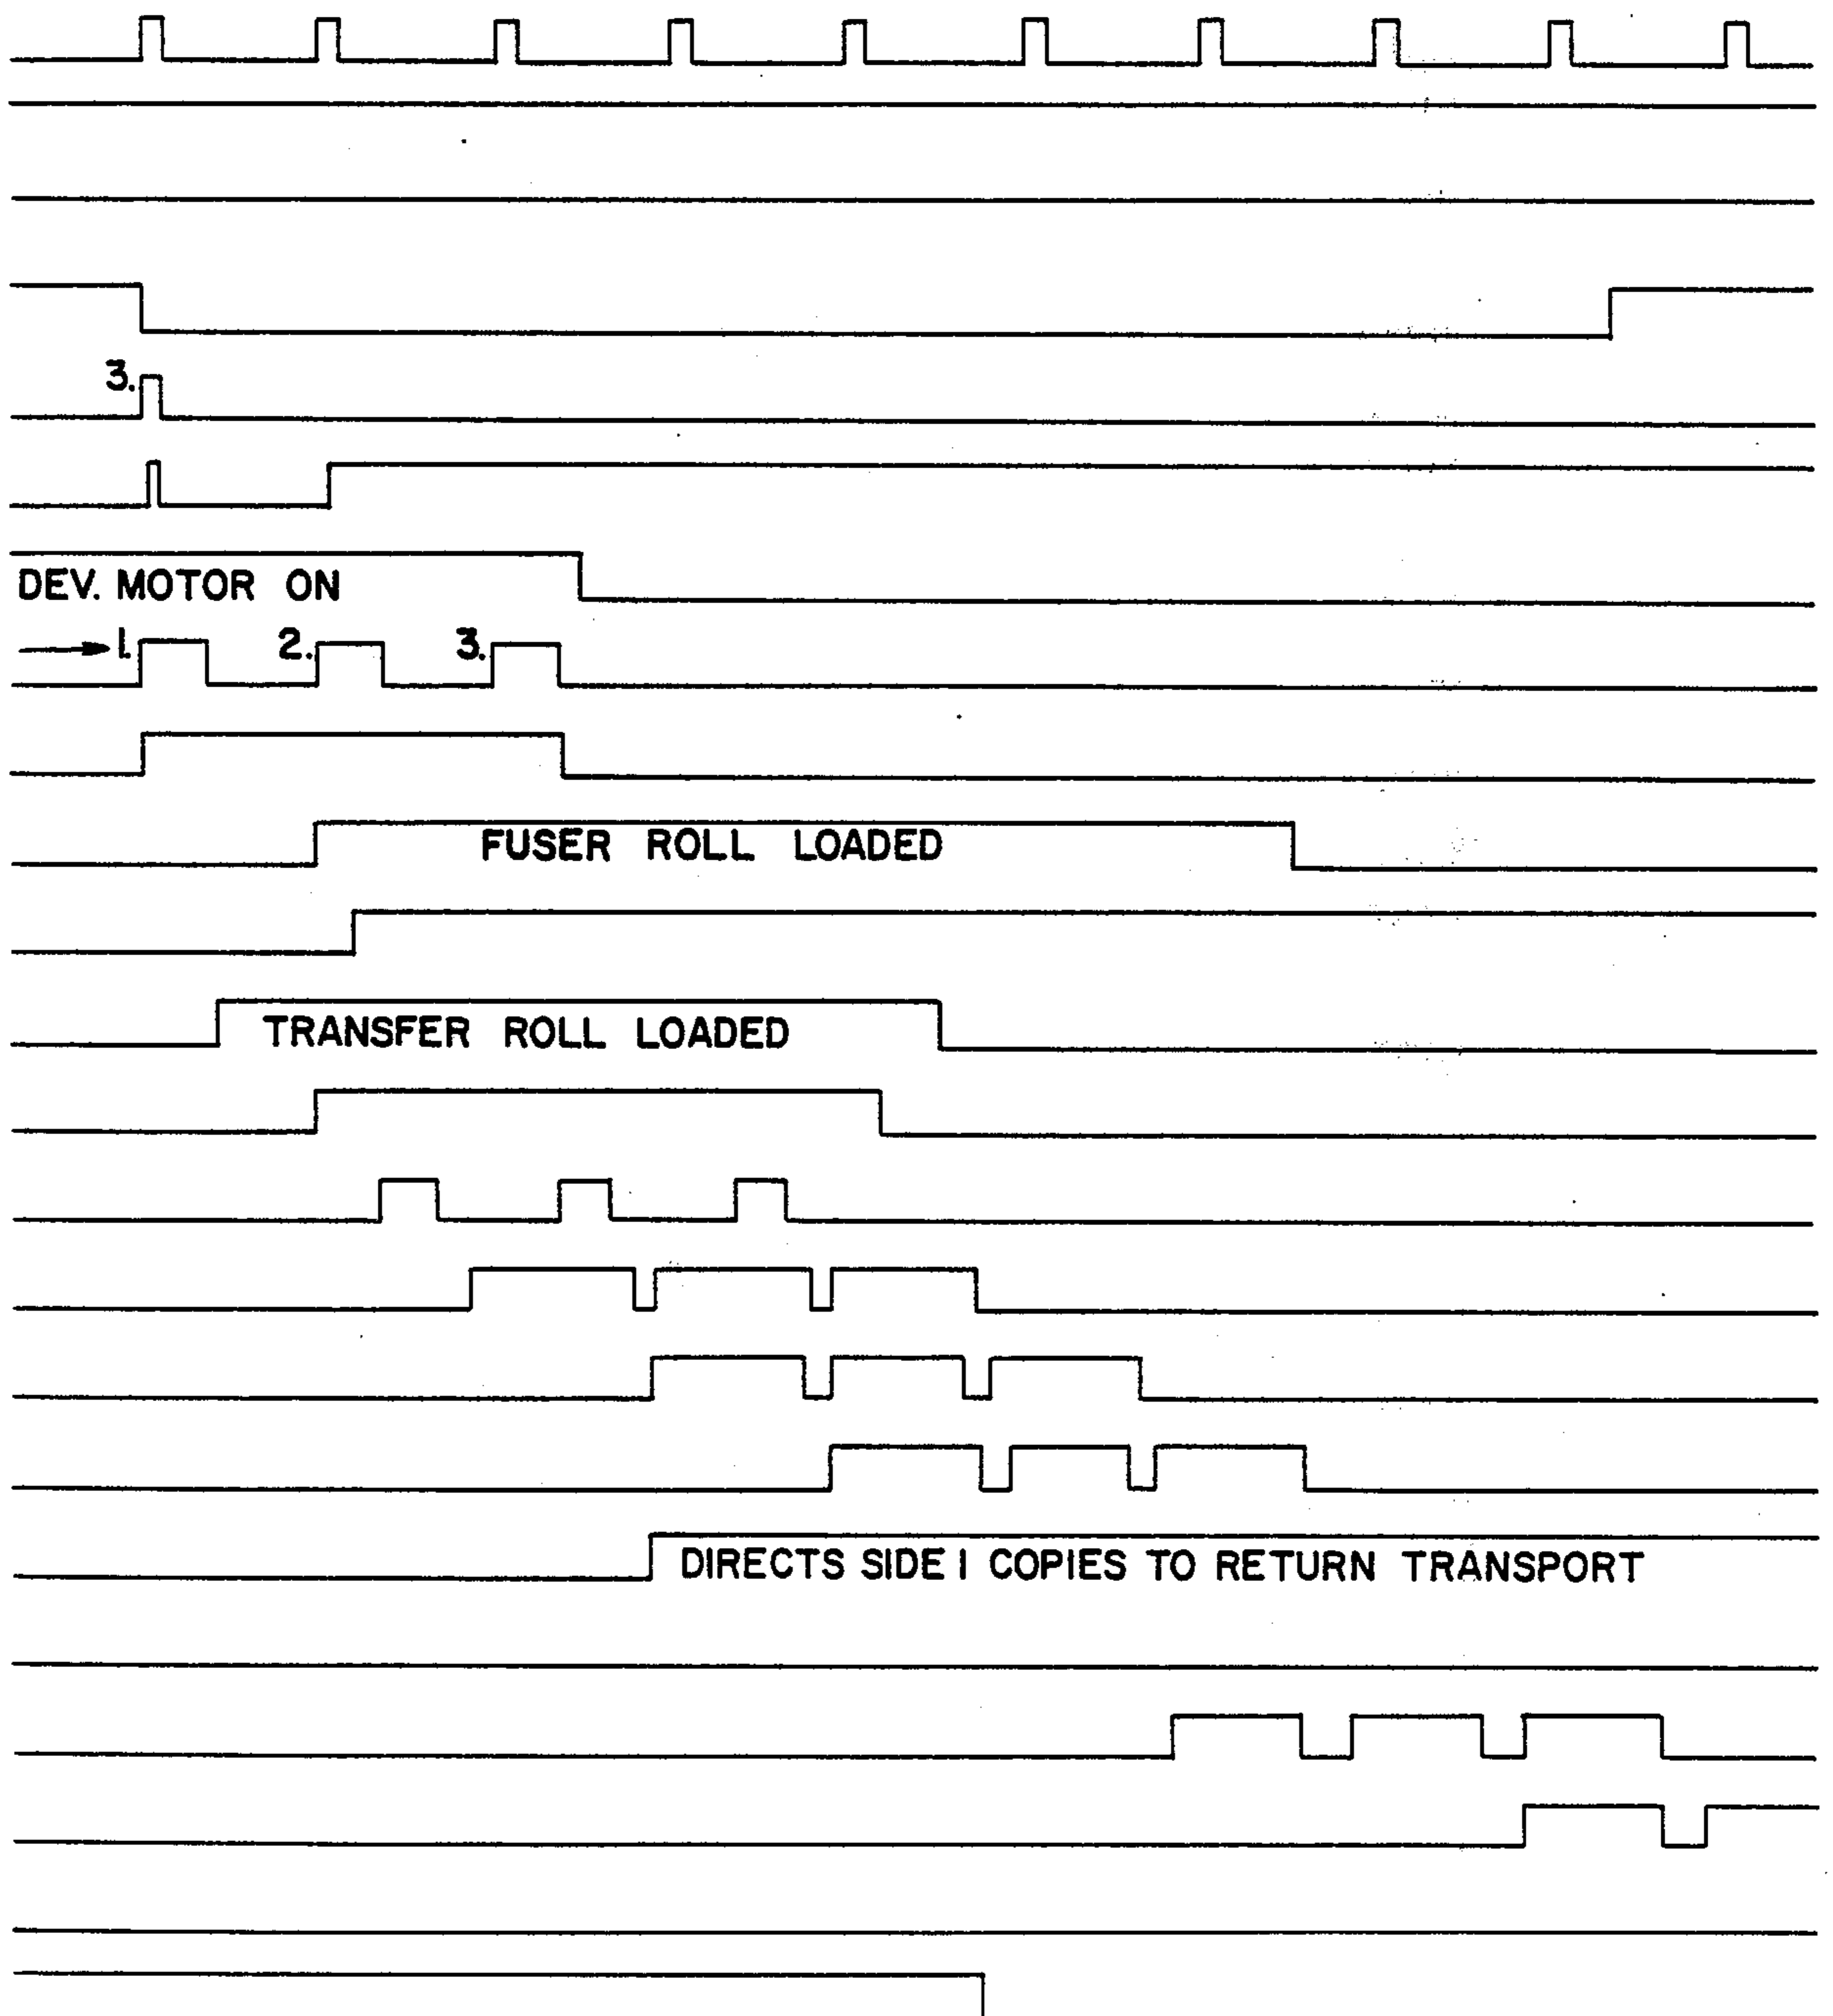 3.
DEV. MOTOR ON
1. 2. 3.
FUSER ROLL LOADED
TRANSFER ROLL LOADED
DIRECTS SIDE 1 COPIES TO RETURN TRANSPORT